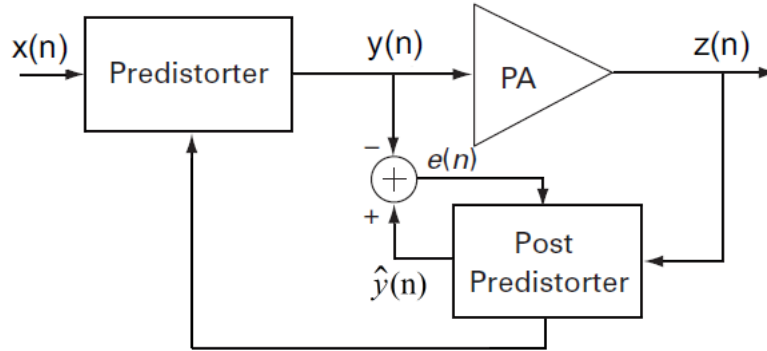 x(n)
Predistorter
y(n)
PA
z(n)
−
e(n)
+
+
Post
Predistorter
ŷ(n)